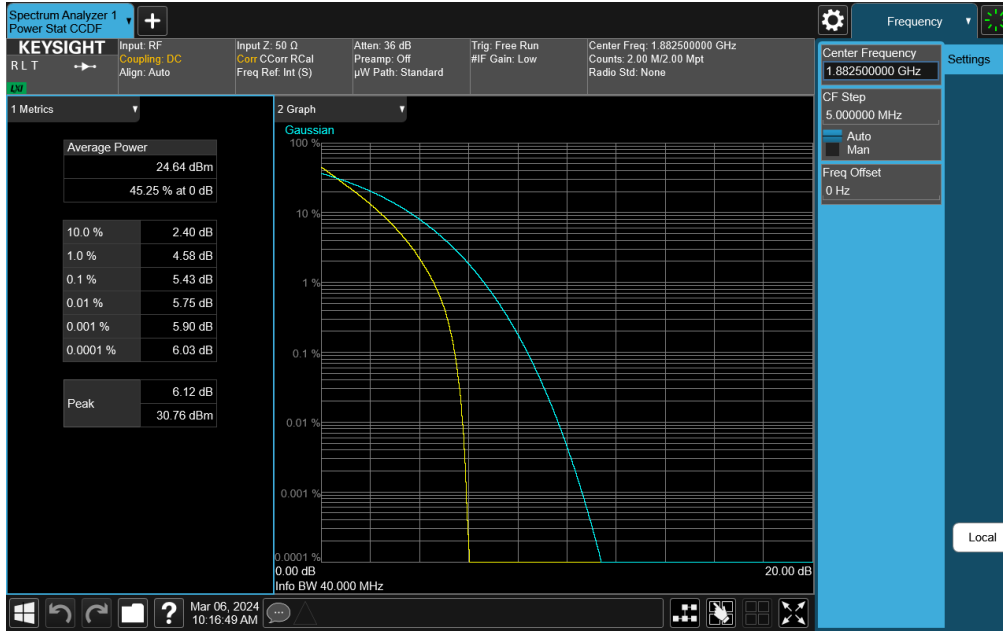 Spectrum Analyzer 1
Power Stat CCDF
Frequency
KEYSIGHT
R L T
LXI
Input: RF
Coupling: DC
Align: Auto
Input Z: 50 Ω
Corr CCorr RCal
Freq Ref: Int (S)
Atten: 36 dB
Preamp: Off
µW Path: Standard
Trig: Free Run
#IF Gain: Low
Center Freq: 1.882500000 GHz
Counts: 2.00 M/2.00 Mpt
Radio Std: None
Center Frequency
1.882500000 GHz
Settings
CF Step
5.000000 MHz
Auto
Man
Freq Offset
0 Hz
Local
1 Metrics
Average Power
24.64 dBm
45.25 % at 0 dB
10.0 % 2.40 dB
1.0 % 4.58 dB
0.1 % 5.43 dB
0.01 % 5.75 dB
0.001 % 5.90 dB
0.0001 % 6.03 dB
Peak
6.12 dB
30.76 dBm
2 Graph
Gaussian
100 %
10 %
1 %
0.1 %
0.01 %
0.001 %
0.0001 %
0.00 dB 20.00 dB
Info BW 40.000 MHz
Mar 06, 2024
10:16:49 AM